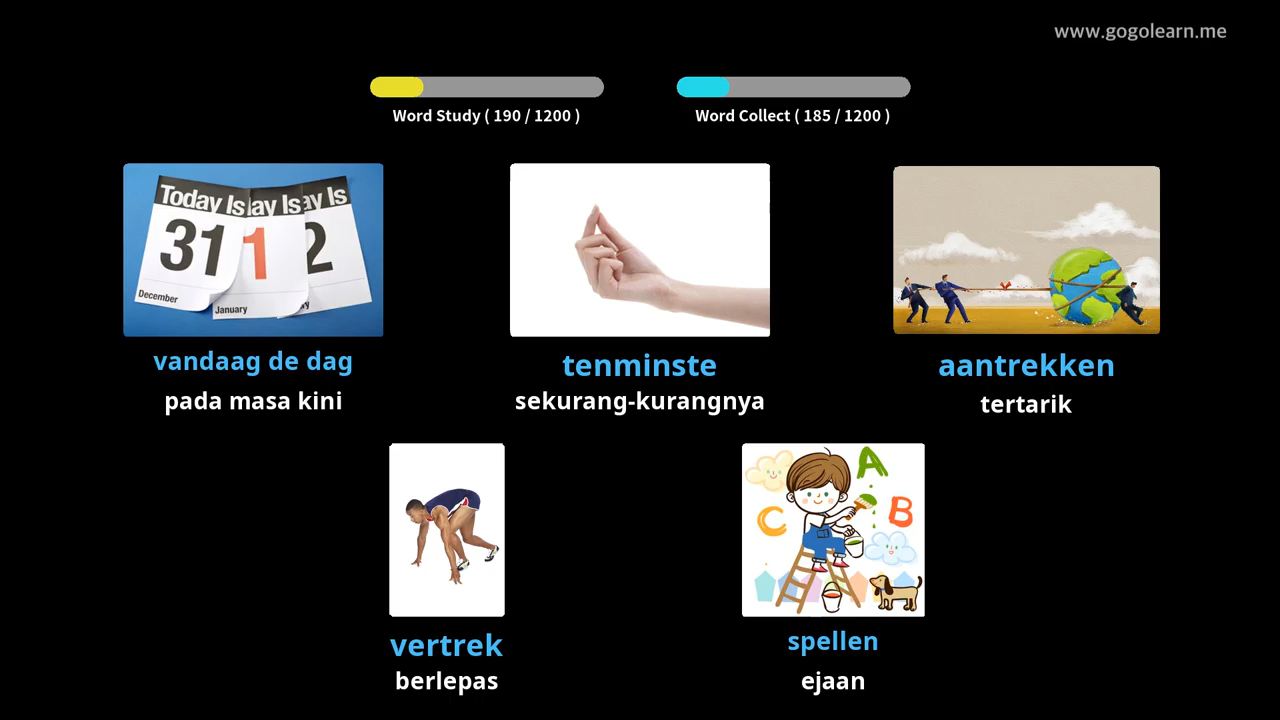 www.gogolearn.me
Word Study ( 190 / 1200 )
Word Collect ( 185 / 1200 )
Today Is
ay Is
ay Is
31
1
2
December
January
vandaag de dag
pada masa kini
tenminste
sekurang-kurangnya
aantrekken
tertarik
A
B
C
vertrek
berlepas
spellen
ejaan